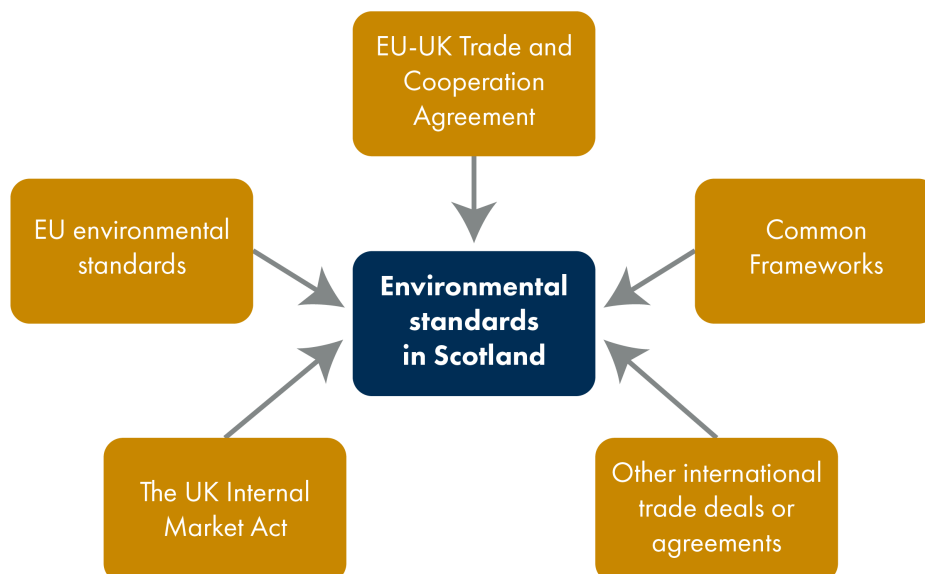 EU-UK Trade and
Cooperation
Agreement
EU environmental
standards
Common
Frameworks
Environmental
standards
in Scotland
The UK Internal
Market Act
Other international
trade deals or
agreements